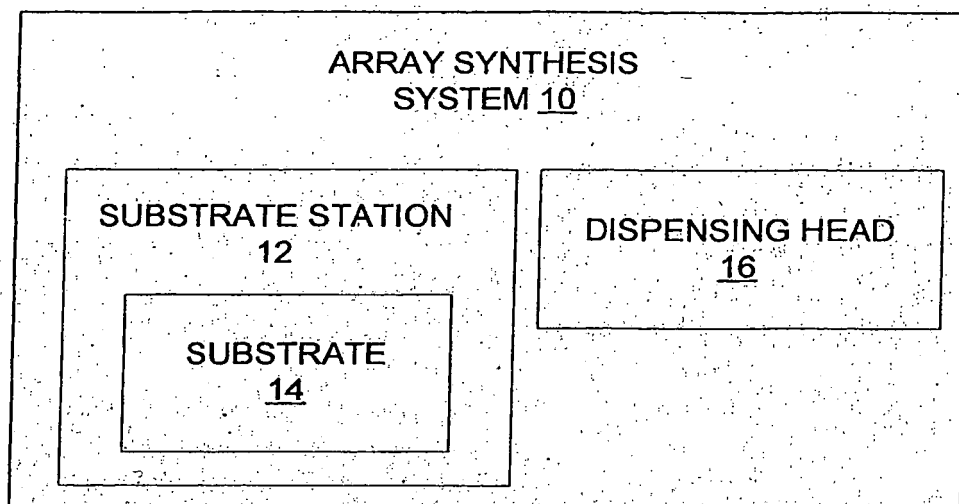 ARRAY SYNTHESIS
SYSTEM 10
SUBSTRATE STATION
12
SUBSTRATE
14
DISPENSING HEAD
16